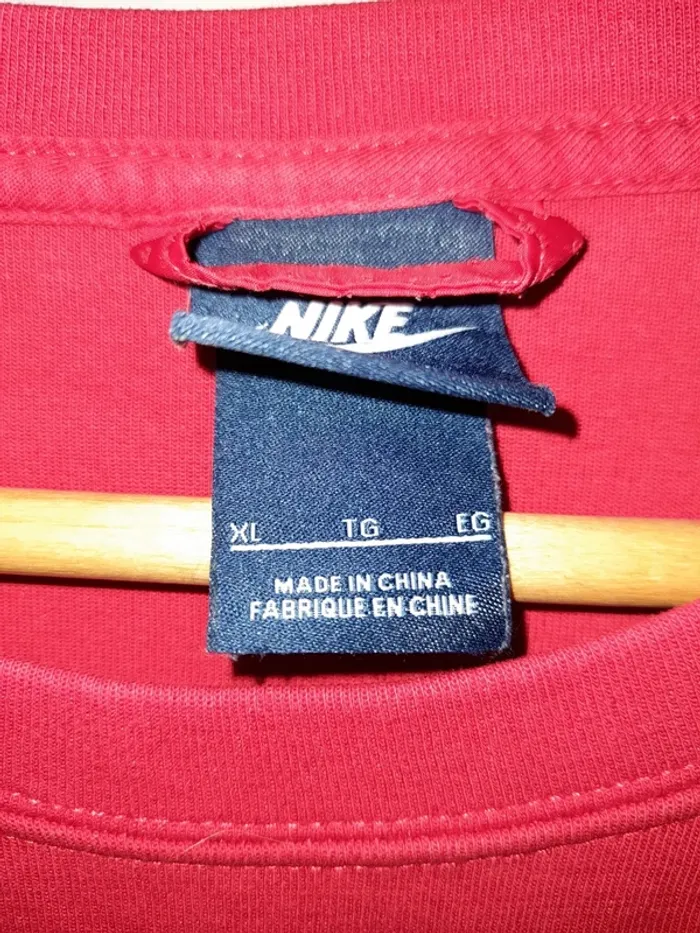 NIKE
XL TG EG
MADE IN CHINA
FABRIQUE EN CHINE